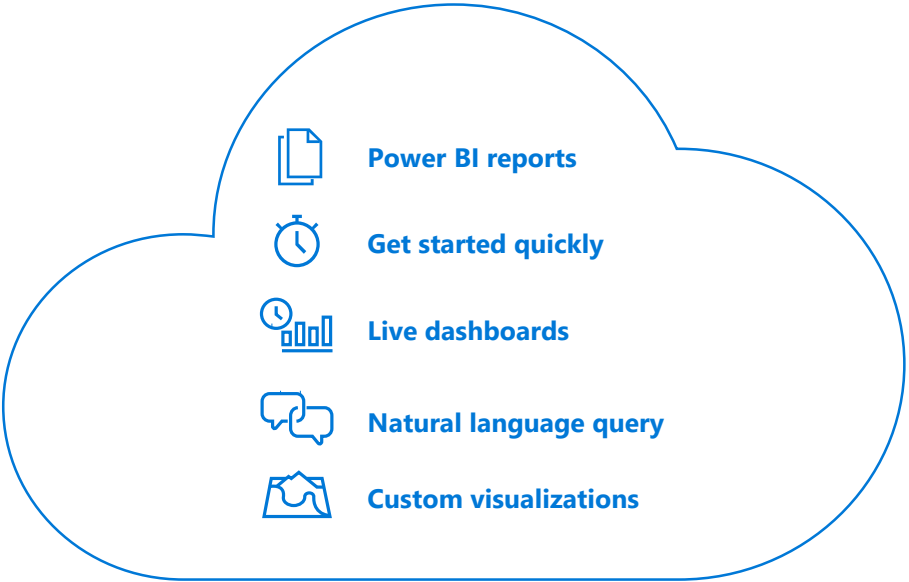 Power BI reports
Get started quickly
Live dashboards
Natural language query
Custom visualizations